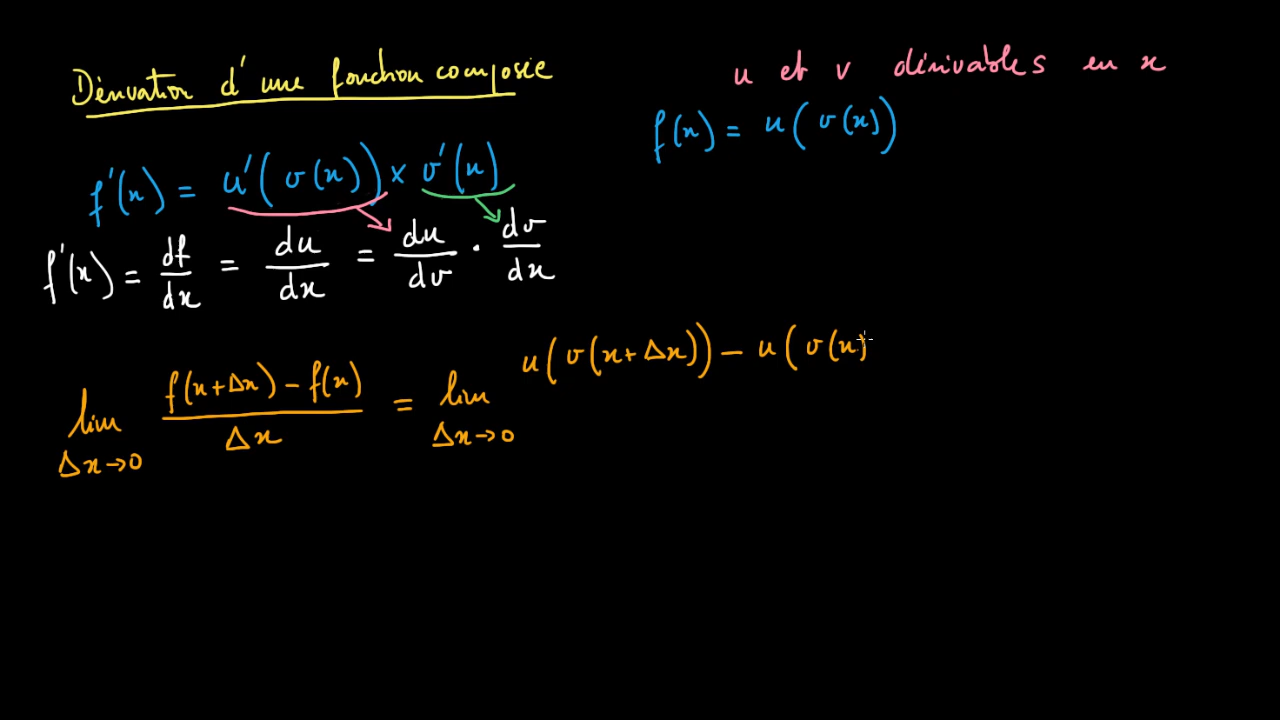 Dérivation d'une fonction composée
u et v dérivables en x
f(x) = u(v(x))
f'(x) = u'(v(x)) × v'(x)
f'(x) = df/dx = du/dx = du/dv · dv/dx
lim Δx→0 (f(x+Δx) − f(x))/Δx = lim Δx→0 u(v(x+Δx)) − u(v(x)